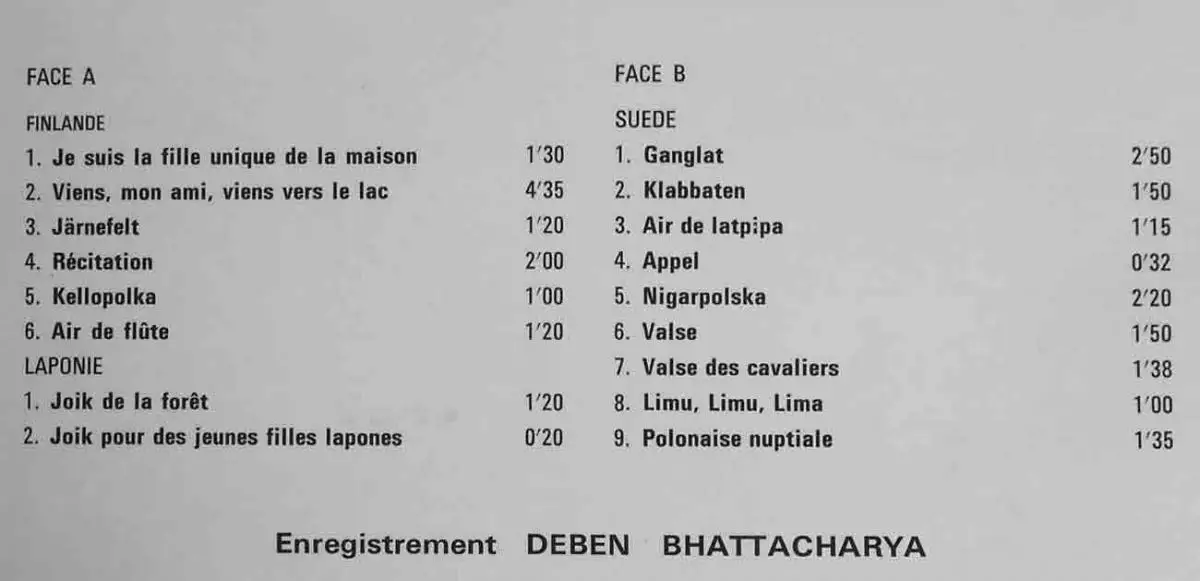 FACE A
FINLANDE
1. Je suis la fille unique de la maison 1'30
2. Viens, mon ami, viens vers le lac 4'35
3. Järnefelt 1'20
4. Récitation 2'00
5. Kellopolka 1'00
6. Air de flûte 1'20
LAPONIE
1. Joik de la forêt 1'20
2. Joik pour des jeunes filles lapones 0'20
FACE B
SUEDE
1. Ganglat 2'50
2. Klabbaten 1'50
3. Air de latpipa 1'15
4. Appel 0'32
5. Nigarpolska 2'20
6. Valse 1'50
7. Valse des cavaliers 1'38
8. Limu, Limu, Lima 1'00
9. Polonaise nuptiale 1'35
Enregistrement DEBEN BHATTACHARYA